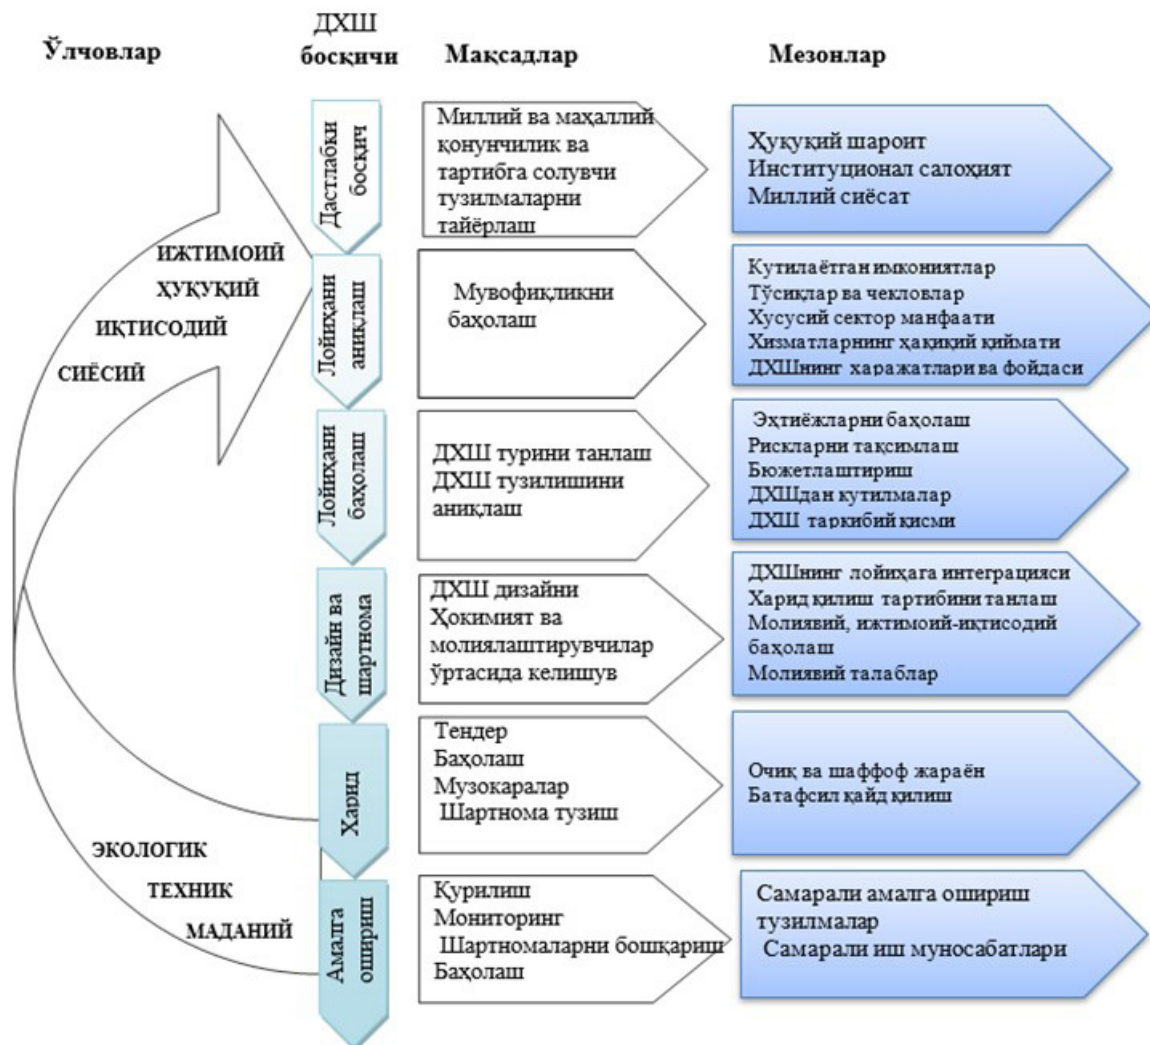 Ўлчовлар
ДХШ
босқичи
Мақсадлар
Мезонлар
Дастлабки
босқич
Миллий ва маҳаллий
қонунчилик ва
тартибга солувчи
тузилмаларни
тайёрлаш
Ҳуқуқий шароит
Институционал салоҳият
Миллий сиёсат
ИЖТИМОИЙ
ҲУҚУҚИЙ
ИҚТИСОДИЙ
СИЁСИЙ
Лойиҳани
аниқлаш
Мувофиқликни
баҳолаш
Кутилаётган имкониятлар
Тўсиқлар ва чекловлар
Хусусий сектор манфаати
Хизматларнинг ҳақиқий қиймати
ДХШнинг харажатлари ва фойдаси
Лойиҳани
баҳолаш
ДХШ турини танлаш
ДХШ тузилишини
аниқлаш
Эҳтиёжларни баҳолаш
Рискларни тақсимлаш
Бюжетлаштириш
ДХШдан кутилмалар
ДХШ таркибий қисми
Дизайн ва
шартнома
ДХШ дизайни
Ҳокимият ва
молиялаштирувчилар
ўртасида келишув
ДХШнинг лойиҳага интеграцияси
Харид қилиш тартибини танлаш
Молиявий, ижтимоий-иқтисодий
баҳолаш
Молиявий талаблар
Харид
Тендер
Баҳолаш
Музокаралар
Шартнома тузиш
Очиқ ва шаффоф жараён
Батафсил қайд қилиш
ЭКОЛОГИК
ТЕХНИК
МАДАНИЙ
Амалга
ошириш
Қурилиш
Мониторинг
Шартномаларни бошқариш
Баҳолаш
Самарали амалга ошириш
тузилмалар
Самарали иш муносабатлари